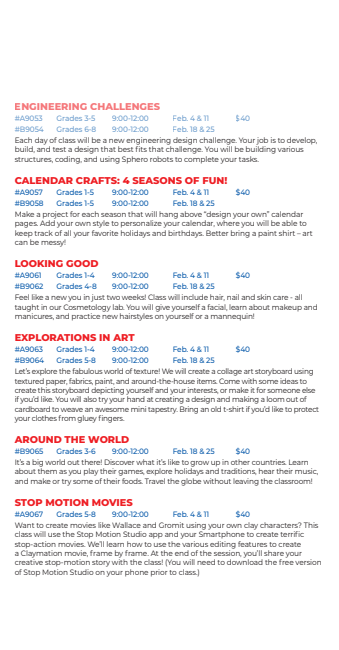 ENGINEERING CHALLENGES
#A9053 Grades 3-5 9:00-12:00 Feb. 4 & 11 $40
#B9054 Grades 6-8 9:00-12:00 Feb. 18 & 25
Each day of class will be a new engineering design challenge. Your job is to develop,
build, and test a design that best fits that challenge. You will be building various
structures, coding, and using Sphero robots to complete your tasks.
CALENDAR CRAFTS: 4 SEASONS OF FUN!
#A9057 Grades 1-5 9:00-12:00 Feb. 4 & 11 $40
#B9058 Grades 1-5 9:00-12:00 Feb. 18 & 25
Make a project for each season that will hang above "design your own" calendar
pages. Add your own style to personalize your calendar, where you will be able to
keep track of all your favorite holidays and birthdays. Better bring a paint shirt – art
can be messy!
LOOKING GOOD
#A9061 Grades 1-4 9:00-12:00 Feb. 4 & 11 $40
#B9062 Grades 4-8 9:00-12:00 Feb. 18 & 25
Feel like a new you in just two weeks! Class will include hair, nail and skin care - all
taught in our Cosmetology lab. You will give yourself a facial, learn about makeup and
manicures, and practice new hairstyles on yourself or a mannequin!
EXPLORATIONS IN ART
#A9063 Grades 1-4 9:00-12:00 Feb. 4 & 11 $40
#B9064 Grades 5-8 9:00-12:00 Feb. 18 & 25
Let's explore the fabulous world of texture! We will create a collage art storyboard using
textured paper, fabrics, paint, and around-the-house items. Come with some ideas to
create this storyboard depicting yourself and your interests, or make it for someone else
if you'd like. You will also try your hand at creating a design and making a loom out of
cardboard to weave an awesome mini tapestry. Bring an old t-shirt if you'd like to protect
your clothes from gluey fingers.
AROUND THE WORLD
#B9065 Grades 3-6 9:00-12:00 Feb. 18 & 25 $40
It's a big world out there! Discover what it's like to grow up in other countries. Learn
about them as you play their games, explore holidays and traditions, hear their music,
and make or try some of their foods. Travel the globe without leaving the classroom!
STOP MOTION MOVIES
#A9067 Grades 5-8 9:00-12:00 Feb. 4 & 11 $40
Want to create movies like Wallace and Gromit using your own clay characters? This
class will use the Stop Motion Studio app and your Smartphone to create terrific
stop-action movies. We'll learn how to use the various editing features to create
a Claymation movie, frame by frame. At the end of the session, you'll share your
creative stop-motion story with the class! (You will need to download the free version
of Stop Motion Studio on your phone prior to class.)